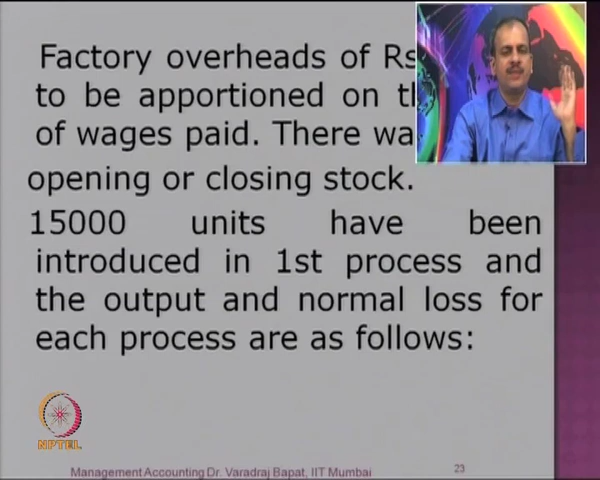 Factory overheads of Rs
to be apportioned on
of wages paid. There
opening or closing stock.
15000 units have been
introduced in 1st process and
the output and normal loss for
each process are as follows:
NPTEL
Management Accounting Dr. Varadraj Bapat, IIT Mumbai
23